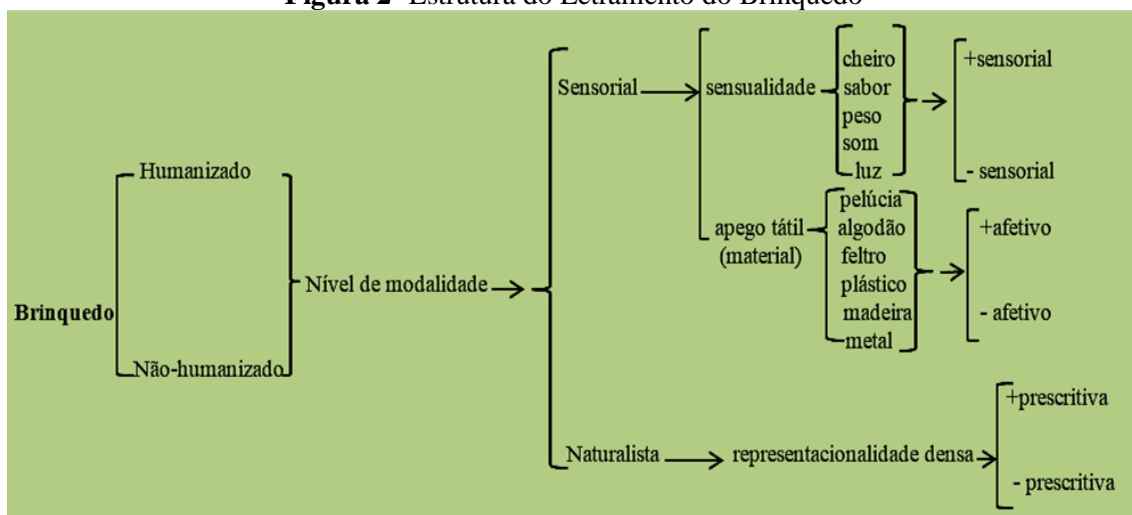 Figura 2- Estrutura do Letramento do Brinquedo
Brinquedo
Humanizado
Não-humanizado
Nível de modalidade
Sensorial
sensualidade
cheiro
sabor
peso
som
luz
+sensorial
- sensorial
apego tátil
(material)
pelúcia
algodão
feltro
plástico
madeira
metal
+afetivo
- afetivo
Naturalista
representacionalidade densa
+prescritiva
- prescritiva